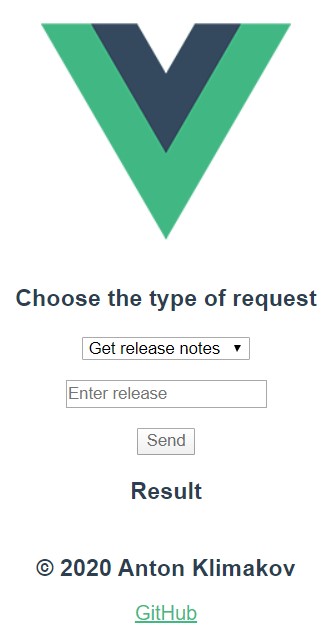 Choose the type of request
Get release notes
Enter release
Send
Result
© 2020 Anton Klimakov
GitHub